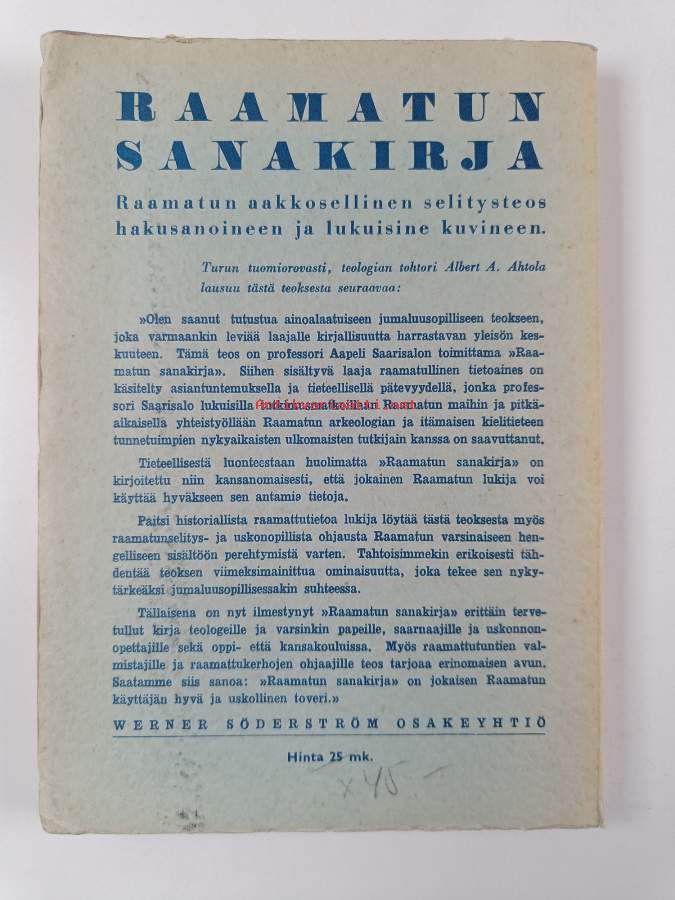 RAAMATUN
SANAKIRJA
Raamatun aakkosellinen selitysteos
hakusanoineen ja lukuisine kuvineen.
Turun tuomiorovasti, teologian tohtori Albert A. Ahtola
lausuu tästä teoksesta seuraavaa:
»Olen saanut tutustua ainoalaatuiseen jumaluusopilliseen teokseen,
joka varmaankin leviää laajalle kirjallisuutta harrastavan yleisön kes-
kuuteen. Tämä teos on professori Aapeli Saarisalon toimittama »Raa-
matun sanakirja». Siihen sisältyvä laaja raamatullinen tietoaines on
käsitelty asiantuntemuksella ja tieteellisellä pätevyydellä, jonka profes-
sori Saarisalo lukuisilla tutkimusmatkoillaan Raamatun maihin ja pitkä-
aikaisella yhteistyöllään Raamatun arkeologian ja itämaisen kielitieteen
tunnetuimpien nykyaikaisten ulkomaisten tutkijain kanssa on saavuttanut.
Tieteellisestä luonteestaan huolimatta »Raamatun sanakirja» on
kirjoitettu niin kansanomaisesti, että jokainen Raamatun lukija voi
käyttää hyväkseen sen antamia tietoja.
Paitsi historiallista raamattutietoa lukija löytää tästä teoksesta myös
raamatunselitys- ja uskonopillista ohjausta Raamatun varsinaiseen hen-
gelliseen sisältöön perehtymistä varten. Tahtoisimmekin erikoisesti täh-
dentää teoksen viimeksimainittua ominaisuutta, joka tekee sen nyky-
tärkeäksi jumaluusopillisessakin suhteessa.
Tällaisena on nyt ilmestynyt »Raamatun sanakirja» erittäin terve-
tullut kirja teologeille ja varsinkin papeille, saarnaajille ja uskonnon-
opettajille sekä oppi- että kansakouluissa. Myös raamattutuntien val-
mistajille ja raamattukerhojen ohjaajille teos tarjoaa erinomaisen avun.
Saatamme siis sanoa: »Raamatun sanakirja» on jokaisen Raamatun
käyttäjän hyvä ja uskollinen toveri.»
WERNER SÖDERSTRÖM OSAKEYHTIÖ
Hinta 25 mk.
x 45.-